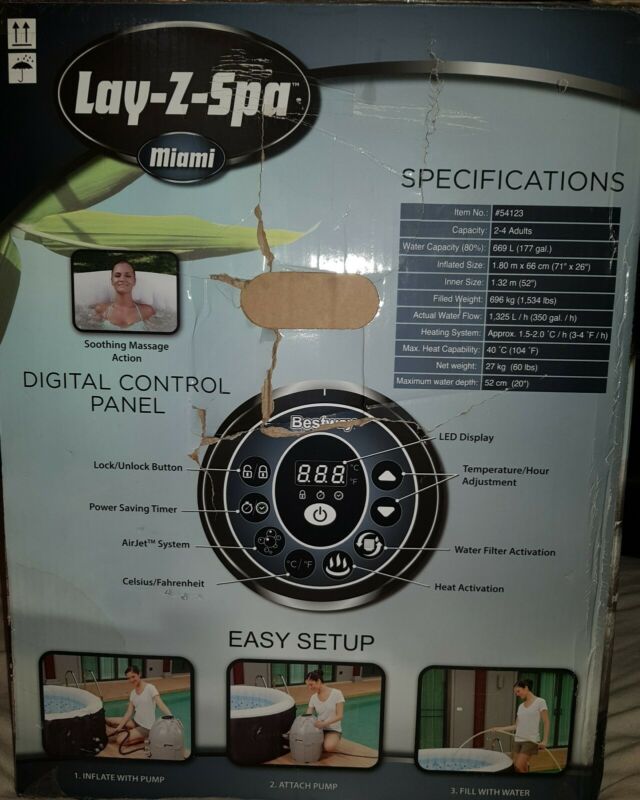 Lay-Z-Spa™
Miami
SPECIFICATIONS
Item No.: #54123
Capacity: 2-4 Adults
Water Capacity (80%): 669 L (177 gal.)
Inflated Size: 1.80 m x 66 cm (71" x 26")
Inner Size: 1.32 m (52")
Filled Weight: 696 kg (1,534 lbs)
Actual Water Flow: 1,325 L / h (350 gal. / h)
Heating System: Approx. 1.5-2.0 ˚C / h (3-4 ˚F / h)
Max. Heat Capability: 40 ˚C (104 ˚F)
Net weight: 27 kg (60 lbs)
Maximum water depth: 52 cm (20")
Soothing Massage
Action
DIGITAL CONTROL
PANEL
Bestway
LED Display
Lock/Unlock Button
888
°C
°F
Temperature/Hour
Adjustment
Power Saving Timer
AirJet™ System
Water Filter Activation
Celsius/Fahrenheit
°C/°F
Heat Activation
EASY SETUP
1. INFLATE WITH PUMP
2. ATTACH PUMP
3. FILL WITH WATER